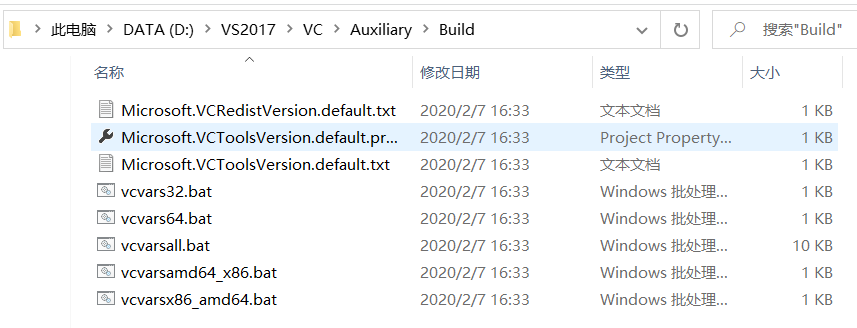 此电脑 > DATA (D:) > VS2017 > VC > Auxiliary > Build 搜索"Build"
名称 修改日期 类型 大小
Microsoft.VCRedistVersion.default.txt 2020/2/7 16:33 文本文档 1 KB
Microsoft.VCToolsVersion.default.pr... 2020/2/7 16:33 Project Property... 1 KB
Microsoft.VCToolsVersion.default.txt 2020/2/7 16:33 文本文档 1 KB
vcvars32.bat 2020/2/7 16:33 Windows 批处理... 1 KB
vcvars64.bat 2020/2/7 16:33 Windows 批处理... 1 KB
vcvarsall.bat 2020/2/7 16:33 Windows 批处理... 10 KB
vcvarsamd64_x86.bat 2020/2/7 16:33 Windows 批处理... 1 KB
vcvarsx86_amd64.bat 2020/2/7 16:33 Windows 批处理... 1 KB